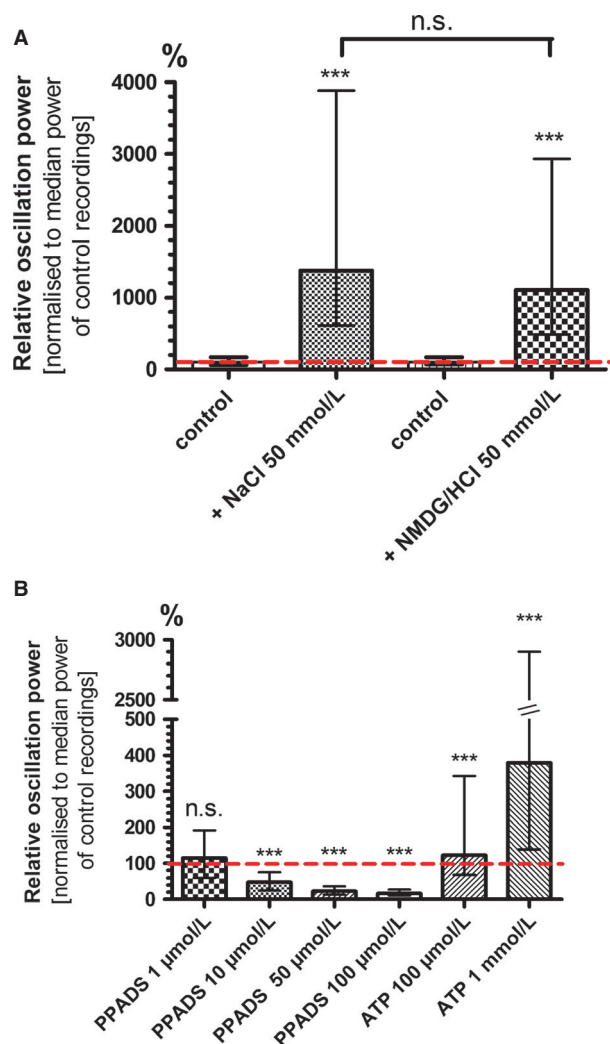 A
n.s.
%
***
***
Relative oscillation power
[normalised to median power
of control recordings]
4000
3000
2000
1000
0
control
+ NaCl 50 mmol/L
control
+ NMDG/HCl 50 mmol/L
B
%
***
Relative oscillation power
[normalised to median power
of control recordings]
3000
2500
500
400
300
200
100
0
n.s.
***
***
***
***
PPADS 1 µmol/L
PPADS 10 µmol/L
PPADS 50 µmol/L
PPADS 100 µmol/L
ATP 100 µmol/L
ATP 1 mmol/L